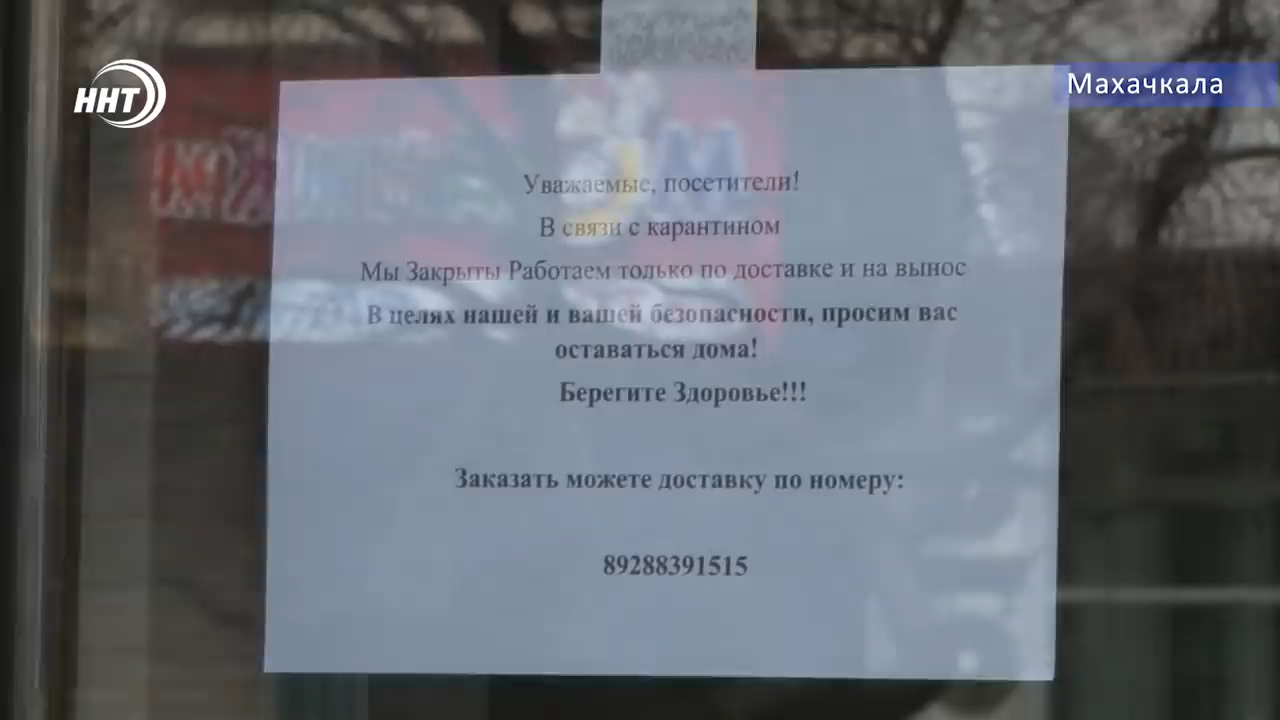 ННТ
Махачкала
Уважаемые, посетители!
В связи с карантином
Мы Закрыты Работаем только по доставке и на вынос
В целях нашей и вашей безопасности, просим вас
оставаться дома!
Берегите Здоровье!!!
Заказать можете доставку по номеру:
89288391515